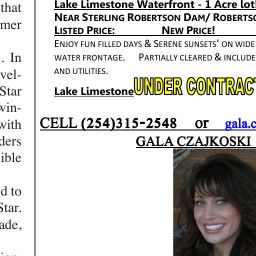 that
mer
. In
vel-
Star
win-
with
ders
ible
d to
Star.
ade,
Lake Limestone Waterfront - 1 Acre lot
Near Sterling Robertson Dam/
Listed Price: New Price!
Enjoy fun filled days & Serene sunsets' on wide
water frontage. Partially cleared & include
and utilities.
Lake Limestone UNDER CONTRAC
CELL (254)315-2548 or gala.c
GALA CZAJKOSKI